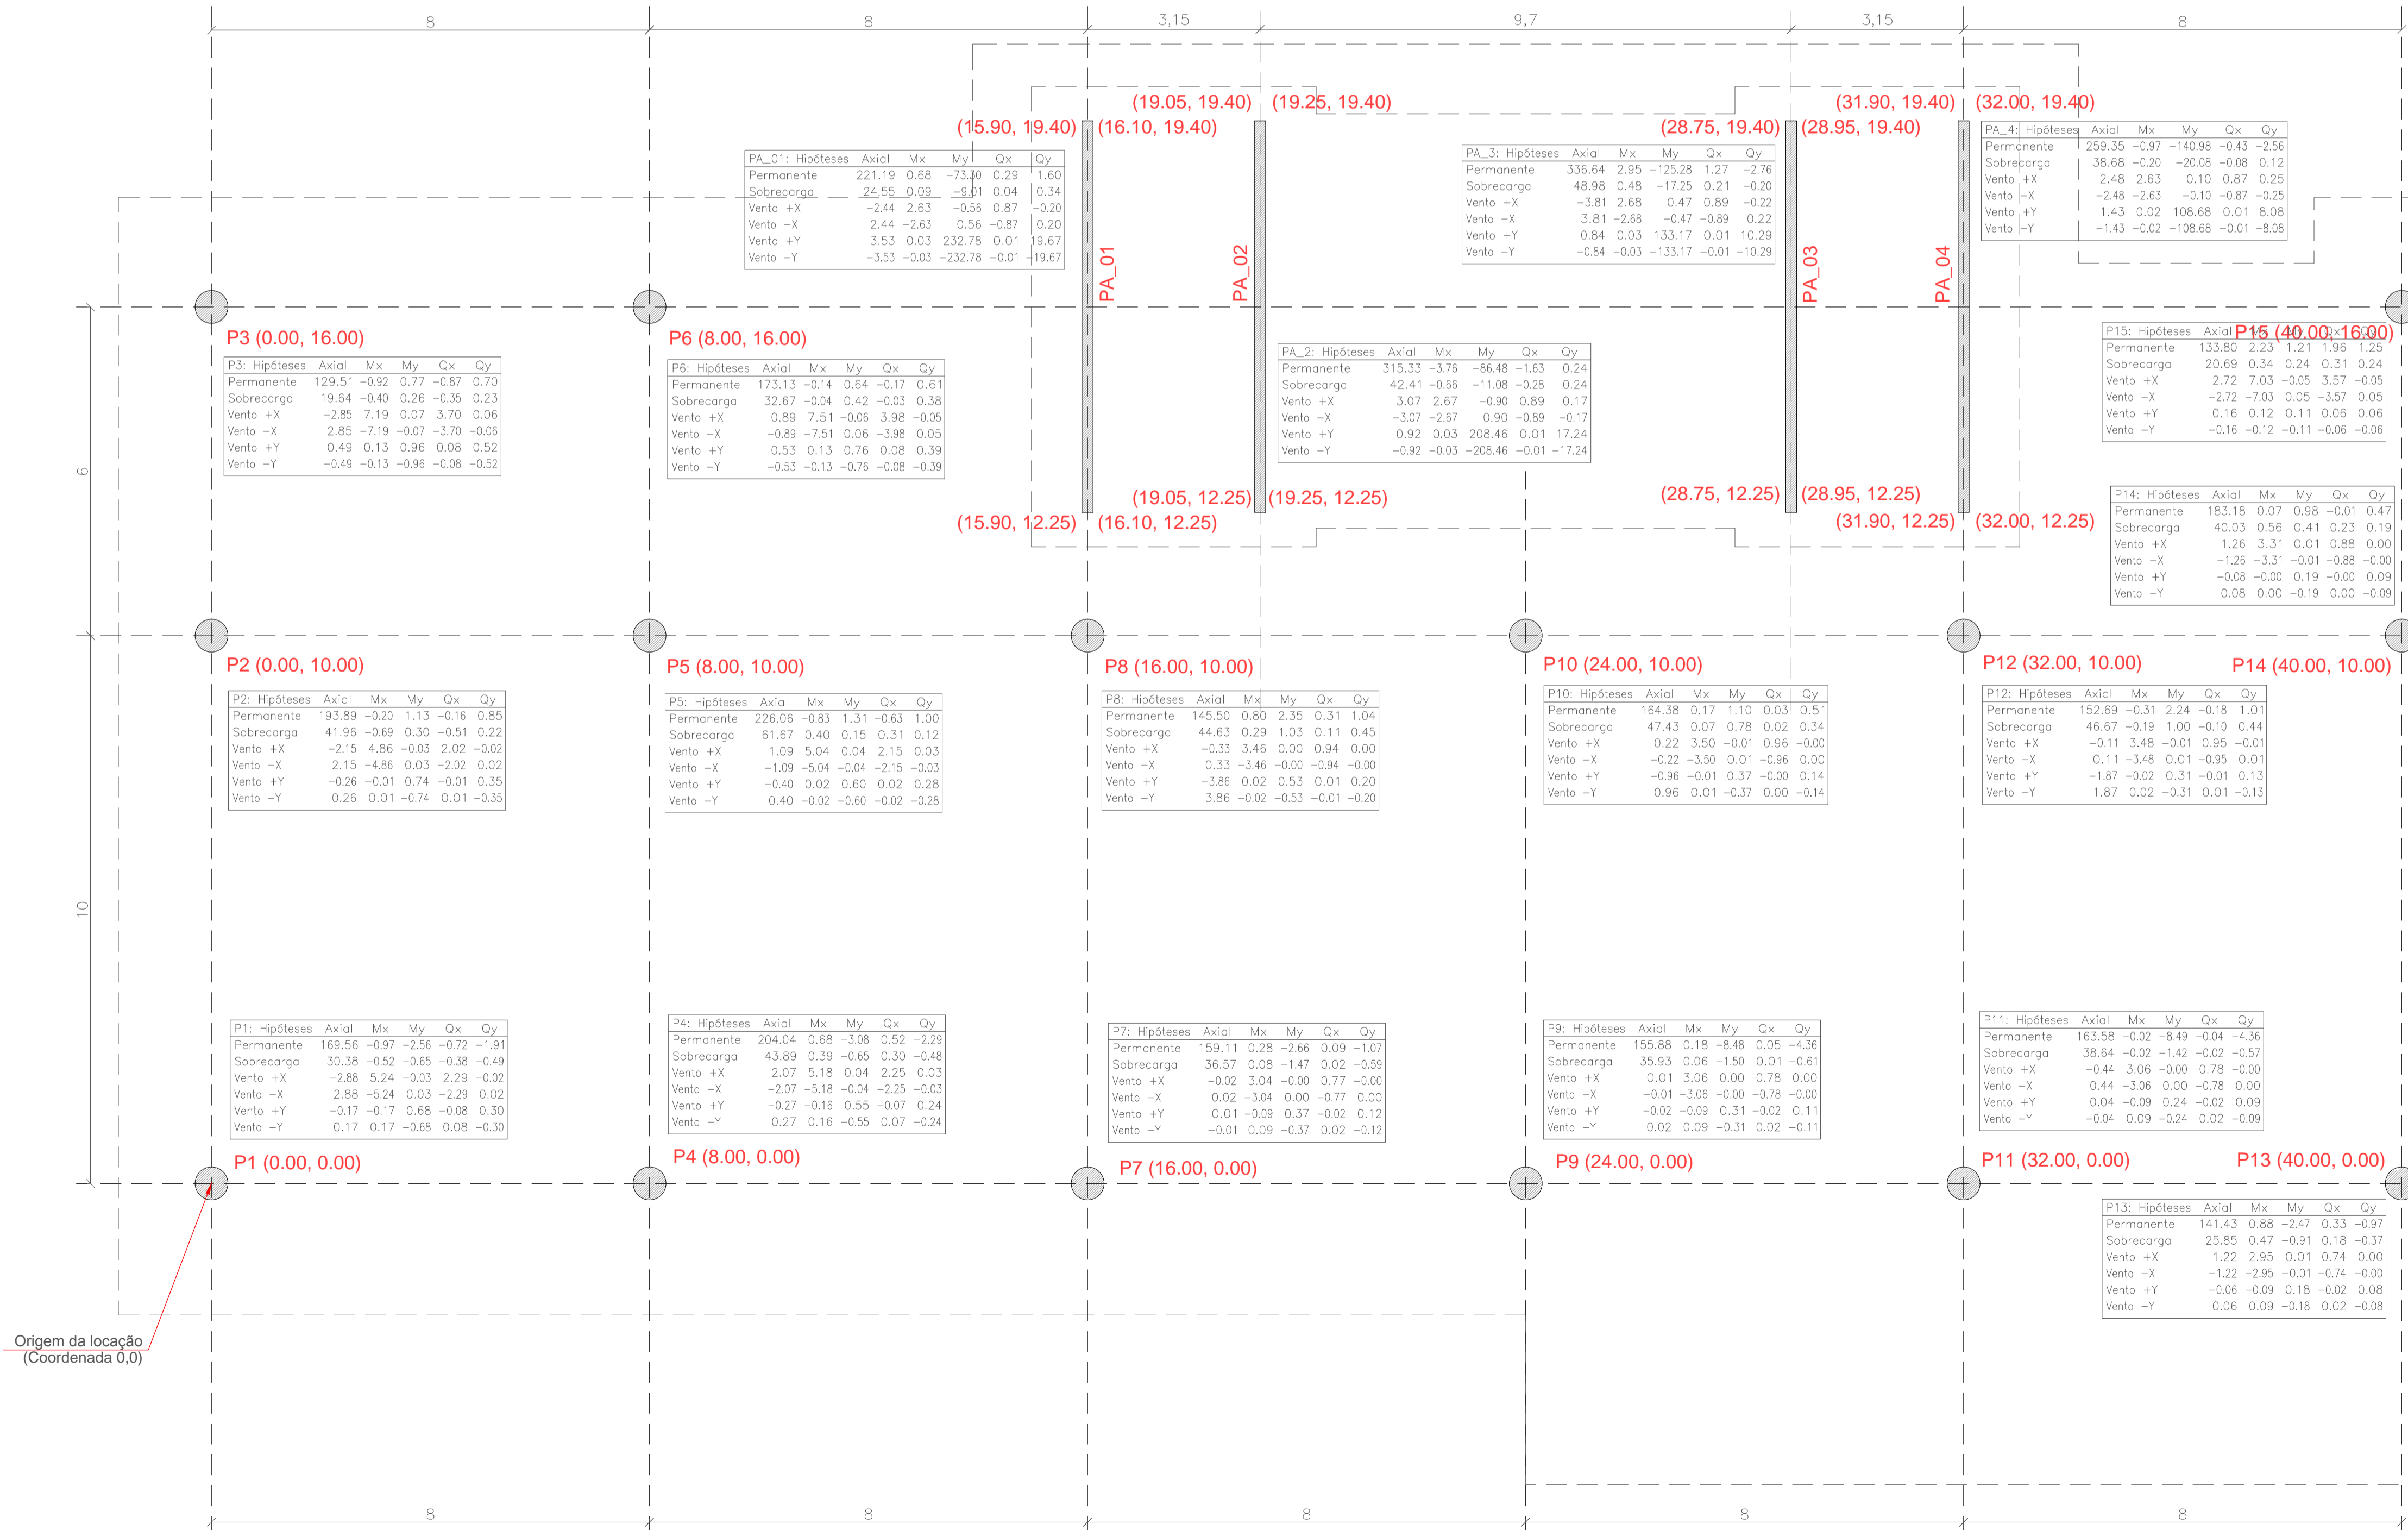 8 8 3,15 9,7 3,15 8
(19.05, 19.40) (19.25, 19.40) (31.90, 19.40) (32.00, 19.40)
(15.90, 19.40) (16.10, 19.40) (28.75, 19.40) (28.95, 19.40)
PA_01: Hipóteses Axial Mx My Qx Qy
Permanente 221.19 0.68 -73.30 0.29 1.60
Sobrecarga 24.55 0.09 -9.01 0.04 0.34
Vento +X -2.44 2.63 -0.56 0.87 -0.20
Vento -X 2.44 -2.63 0.56 -0.87 0.20
Vento +Y 3.53 0.03 232.78 0.01 19.67
Vento -Y -3.53 -0.03 -232.78 -0.01 -19.67
PA_3: Hipóteses Axial Mx My Qx Qy
Permanente 336.64 2.95 -125.28 1.27 -2.76
Sobrecarga 48.98 0.48 -17.25 0.21 -0.20
Vento +X -3.81 2.68 0.47 0.89 -0.22
Vento -X 3.81 -2.68 -0.47 -0.89 0.22
Vento +Y 0.84 0.03 133.17 0.01 10.29
Vento -Y -0.84 -0.03 -133.17 -0.01 -10.29
PA_4: Hipóteses Axial Mx My Qx Qy
Permanente 259.35 -0.97 -140.98 -0.43 -2.56
Sobrecarga 38.68 -0.20 -20.08 -0.08 0.12
Vento +X 2.48 2.63 0.10 0.87 0.25
Vento -X -2.48 -2.63 -0.10 -0.87 -0.25
Vento +Y 1.43 0.02 108.68 0.01 8.08
Vento -Y -1.43 -0.02 -108.68 -0.01 -8.08
PA_01
PA_02
PA_03
PA_04
P3 (0.00, 16.00)
P3: Hipóteses Axial Mx My Qx Qy
Permanente 129.51 -0.92 0.77 -0.87 0.70
Sobrecarga 19.64 -0.40 0.26 -0.35 0.23
Vento +X -2.85 7.19 0.07 3.70 0.06
Vento -X 2.85 -7.19 -0.07 -3.70 -0.06
Vento +Y 0.49 0.13 0.96 0.08 0.52
Vento -Y -0.49 -0.13 -0.96 -0.08 -0.52
P6 (8.00, 16.00)
P6: Hipóteses Axial Mx My Qx Qy
Permanente 173.13 -0.14 0.64 -0.17 0.61
Sobrecarga 32.67 -0.04 0.42 -0.03 0.38
Vento +X 0.89 7.51 -0.06 3.98 -0.05
Vento -X -0.89 -7.51 0.06 -3.98 0.05
Vento +Y 0.53 0.13 0.76 0.08 0.39
Vento -Y -0.53 -0.13 -0.76 -0.08 -0.39
PA_2: Hipóteses Axial Mx My Qx Qy
Permanente 315.33 -3.76 -86.48 -1.63 0.24
Sobrecarga 42.41 -0.66 -11.08 -0.28 0.24
Vento +X 3.07 2.67 -0.90 0.89 0.17
Vento -X -3.07 -2.67 0.90 -0.89 -0.17
Vento +Y 0.92 0.03 208.46 0.01 17.24
Vento -Y -0.92 -0.03 -208.46 -0.01 -17.24
P15 (40.00, 16.00)
P15: Hipóteses Axial Mx My Qx Qy
Permanente 133.80 2.23 1.21 1.96 1.25
Sobrecarga 20.69 0.34 0.24 0.31 0.24
Vento +X 2.72 7.03 -0.05 3.57 -0.05
Vento -X -2.72 -7.03 0.05 -3.57 0.05
Vento +Y 0.16 0.12 0.11 0.06 0.06
Vento -Y -0.16 -0.12 -0.11 -0.06 -0.06
6
(19.05, 12.25) (19.25, 12.25) (28.75, 12.25) (28.95, 12.25)
(15.90, 12.25) (16.10, 12.25) (31.90, 12.25) (32.00, 12.25)
P14: Hipóteses Axial Mx My Qx Qy
Permanente 183.18 0.07 0.98 -0.01 0.47
Sobrecarga 40.03 0.56 0.41 0.23 0.19
Vento +X 1.26 3.31 0.01 0.88 0.00
Vento -X -1.26 -3.31 -0.01 -0.88 -0.00
Vento +Y -0.08 -0.00 0.19 -0.00 0.09
Vento -Y 0.08 0.00 -0.19 0.00 -0.09
P2 (0.00, 10.00) P5 (8.00, 10.00) P8 (16.00, 10.00) P10 (24.00, 10.00) P12 (32.00, 10.00) P14 (40.00, 10.00)
P2: Hipóteses Axial Mx My Qx Qy
Permanente 193.89 -0.20 1.13 -0.16 0.85
Sobrecarga 41.96 -0.69 0.30 -0.51 0.22
Vento +X -2.15 4.86 -0.03 2.02 -0.02
Vento -X 2.15 -4.86 0.03 -2.02 0.02
Vento +Y -0.26 -0.01 0.74 -0.01 0.35
Vento -Y 0.26 0.01 -0.74 0.01 -0.35
P5: Hipóteses Axial Mx My Qx Qy
Permanente 226.06 -0.83 1.31 -0.63 1.00
Sobrecarga 61.67 0.40 0.15 0.31 0.12
Vento +X 1.09 5.04 0.04 2.15 0.03
Vento -X -1.09 -5.04 -0.04 -2.15 -0.03
Vento +Y -0.40 0.02 0.60 0.02 0.28
Vento -Y 0.40 -0.02 -0.60 -0.02 -0.28
P8: Hipóteses Axial Mx My Qx Qy
Permanente 145.50 0.80 2.35 0.31 1.04
Sobrecarga 44.63 0.29 1.03 0.11 0.45
Vento +X -0.33 3.46 0.00 0.94 0.00
Vento -X 0.33 -3.46 -0.00 -0.94 -0.00
Vento +Y -3.86 0.02 0.53 0.01 0.20
Vento -Y 3.86 -0.02 -0.53 -0.01 -0.20
P10: Hipóteses Axial Mx My Qx Qy
Permanente 164.38 0.17 1.10 0.03 0.51
Sobrecarga 47.43 0.07 0.78 0.02 0.34
Vento +X 0.22 3.50 -0.01 0.96 -0.00
Vento -X -0.22 -3.50 0.01 -0.96 0.00
Vento +Y -0.96 -0.01 0.37 -0.00 0.14
Vento -Y 0.96 0.01 -0.37 0.00 -0.14
P12: Hipóteses Axial Mx My Qx Qy
Permanente 152.69 -0.31 2.24 -0.18 1.01
Sobrecarga 46.67 -0.19 1.00 -0.10 0.44
Vento +X -0.11 3.48 -0.01 0.95 -0.01
Vento -X 0.11 -3.48 0.01 -0.95 0.01
Vento +Y -1.87 -0.02 0.31 -0.01 0.13
Vento -Y 1.87 0.02 -0.31 0.01 -0.13
10
P1: Hipóteses Axial Mx My Qx Qy
Permanente 169.56 -0.97 -2.56 -0.72 -1.91
Sobrecarga 30.38 -0.52 -0.65 -0.38 -0.49
Vento +X -2.88 5.24 -0.03 2.29 -0.02
Vento -X 2.88 -5.24 0.03 -2.29 0.02
Vento +Y -0.17 -0.17 0.68 -0.08 0.30
Vento -Y 0.17 0.17 -0.68 0.08 -0.30
P4: Hipóteses Axial Mx My Qx Qy
Permanente 204.04 0.68 -3.08 0.52 -2.29
Sobrecarga 43.89 0.39 -0.65 0.30 -0.48
Vento +X 2.07 5.18 0.04 2.25 0.03
Vento -X -2.07 -5.18 -0.04 -2.25 -0.03
Vento +Y -0.27 -0.16 0.55 -0.07 0.24
Vento -Y 0.27 0.16 -0.55 0.07 -0.24
P7: Hipóteses Axial Mx My Qx Qy
Permanente 159.11 0.28 -2.66 0.09 -1.07
Sobrecarga 36.57 0.08 -1.47 0.02 -0.59
Vento +X -0.02 3.04 -0.00 0.77 -0.00
Vento -X 0.02 -3.04 0.00 -0.77 0.00
Vento +Y 0.01 -0.09 0.37 -0.02 0.12
Vento -Y -0.01 0.09 -0.37 0.02 -0.12
P9: Hipóteses Axial Mx My Qx Qy
Permanente 155.88 0.18 -8.48 0.05 -4.36
Sobrecarga 35.93 0.06 -1.50 0.01 -0.61
Vento +X 0.01 3.06 0.00 0.78 0.00
Vento -X -0.01 -3.06 -0.00 -0.78 -0.00
Vento +Y -0.02 -0.09 0.31 -0.02 0.11
Vento -Y 0.02 0.09 -0.31 0.02 -0.11
P11: Hipóteses Axial Mx My Qx Qy
Permanente 163.58 -0.02 -8.49 -0.04 -4.36
Sobrecarga 38.64 -0.02 -1.42 -0.02 -0.57
Vento +X -0.44 3.06 -0.00 0.78 -0.00
Vento -X 0.44 -3.06 0.00 -0.78 0.00
Vento +Y 0.04 -0.09 0.24 -0.02 0.09
Vento -Y -0.04 0.09 -0.24 0.02 -0.09
P1 (0.00, 0.00) P4 (8.00, 0.00) P7 (16.00, 0.00) P9 (24.00, 0.00) P11 (32.00, 0.00) P13 (40.00, 0.00)
P13: Hipóteses Axial Mx My Qx Qy
Permanente 141.43 0.88 -2.47 0.33 -0.97
Sobrecarga 25.85 0.47 -0.91 0.18 -0.37
Vento +X 1.22 2.95 0.01 0.74 0.00
Vento -X -1.22 -2.95 -0.01 -0.74 -0.00
Vento +Y -0.06 -0.09 0.18 -0.02 0.08
Vento -Y 0.06 0.09 -0.18 0.02 -0.08
Origem da locação
(Coordenada 0,0)
8 8 8 8 8